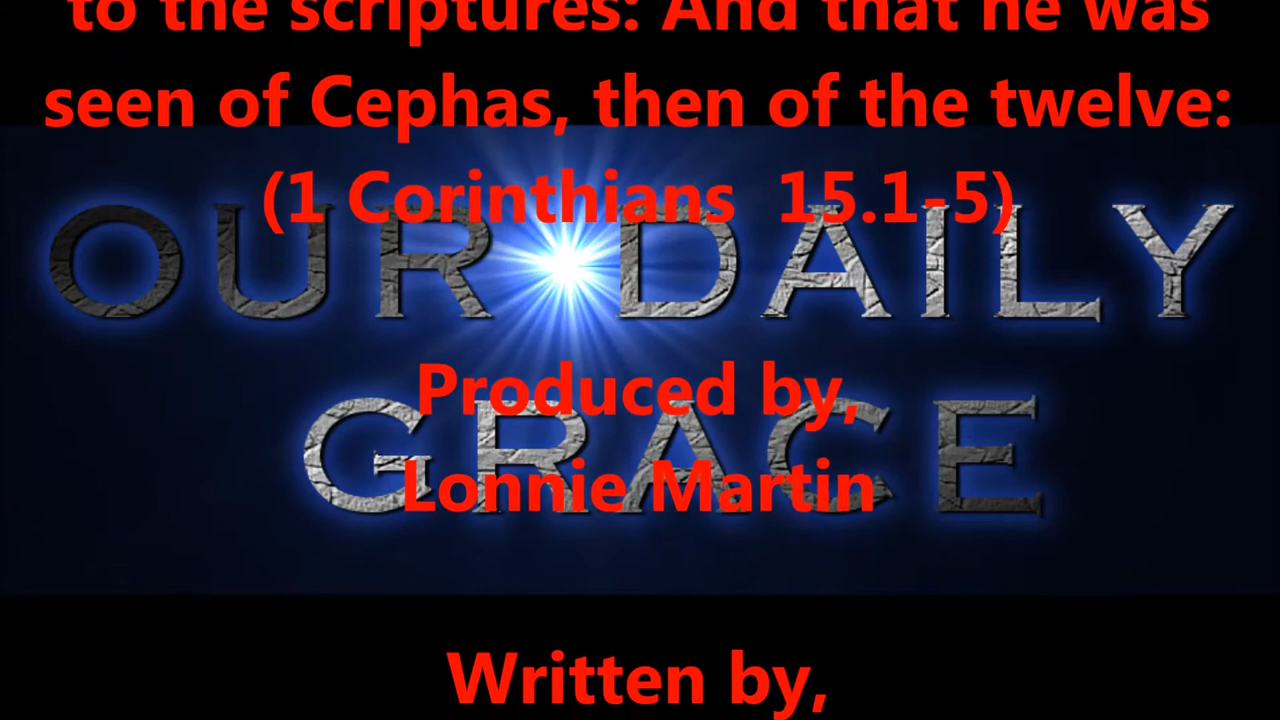 to the scriptures: And that he was
seen of Cephas, then of the twelve:
(1 Corinthians 15.1-5)
OUR DAILY
Produced by,
GRACE
Lonnie Martin
Written by,